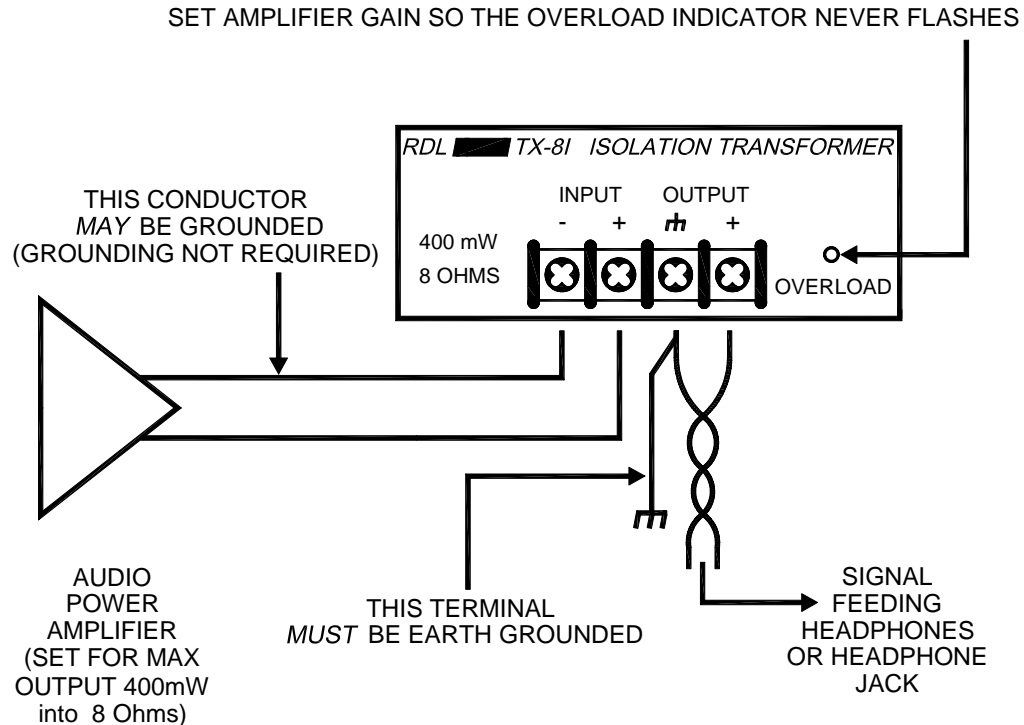 SET AMPLIFIER GAIN SO THE OVERLOAD INDICATOR NEVER FLASHES
RDL TX-8I ISOLATION TRANSFORMER
INPUT OUTPUT
- + +
400 mW
8 OHMS
OVERLOAD
THIS CONDUCTOR
MAY BE GROUNDED
(GROUNDING NOT REQUIRED)
AUDIO
POWER
AMPLIFIER
(SET FOR MAX
OUTPUT 400mW
into 8 Ohms)
THIS TERMINAL
MUST BE EARTH GROUNDED
SIGNAL
FEEDING
HEADPHONES
OR HEADPHONE
JACK